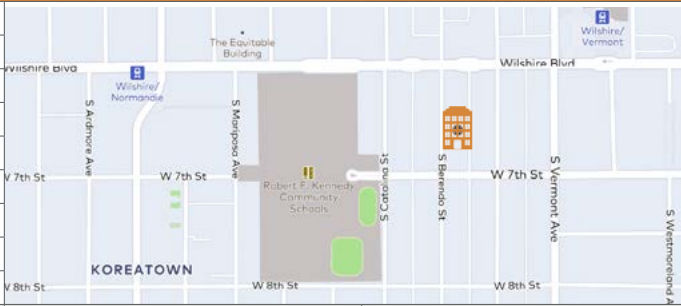 Wilshire/
Vermont
The Equitable
Building
Wilshire Blvd
Wilshire Blvd
Wilshire/
Normandie
S Ardmore Ave
S Mariposa Ave
S Catalina St
S Berendo St
S Vermont Ave
S Westmoreland A
W 7th St
W 7th St
W 7th St
Robert F. Kennedy
Community
Schools
KOREATOWN
W 8th St
W 8th St
W 8th St